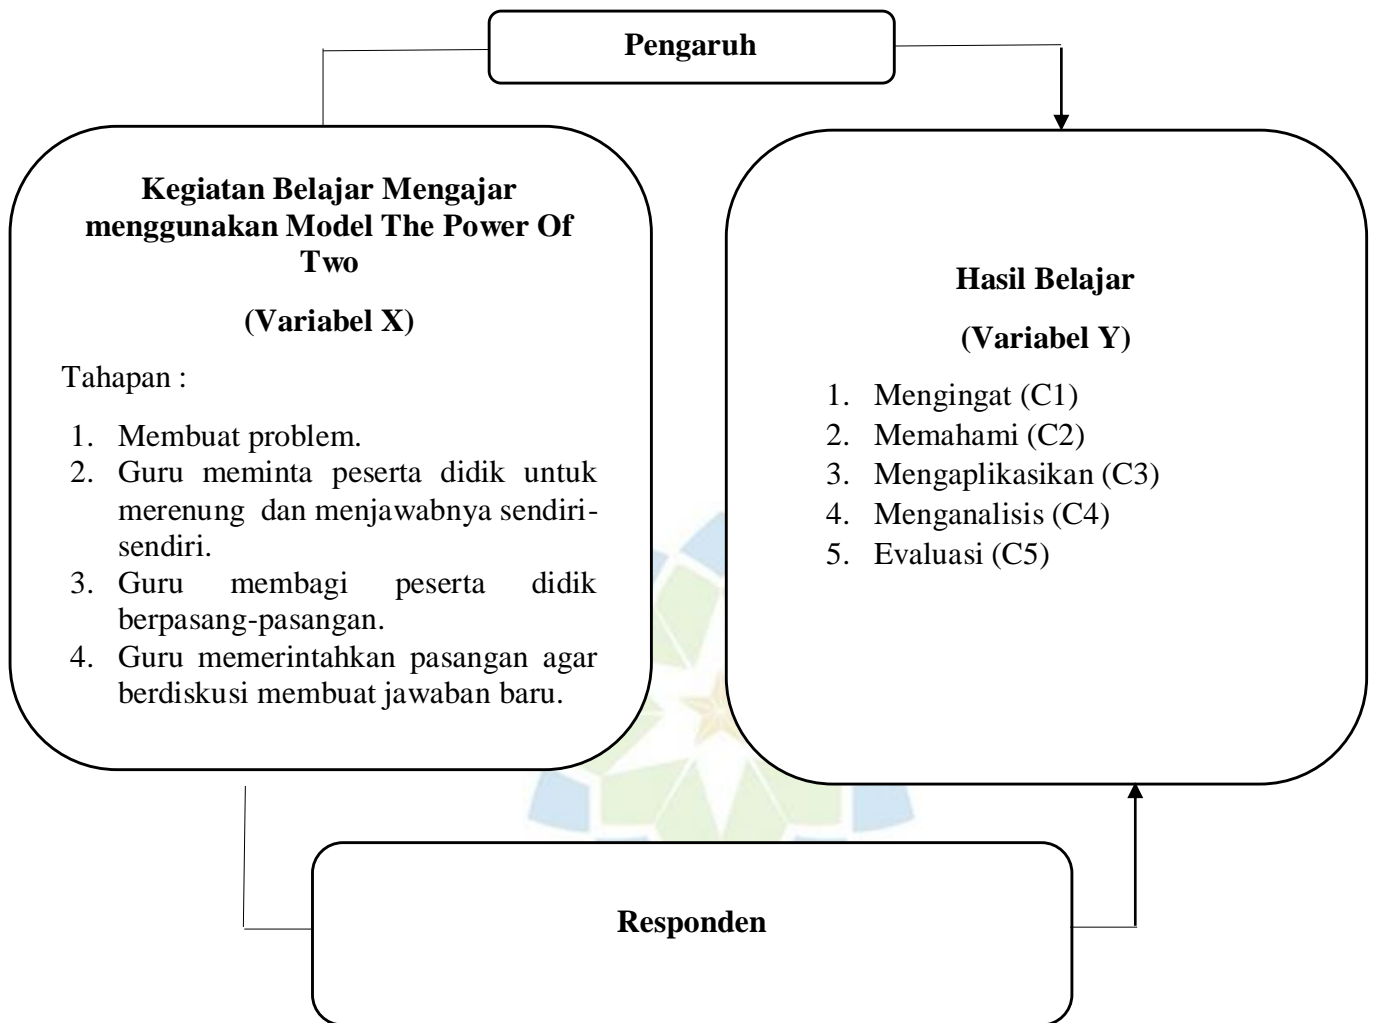 Pengaruh
Kegiatan Belajar Mengajar
menggunakan Model The Power Of
Two
(Variabel X)
Tahapan :
1. Membuat problem.
2. Guru meminta peserta didik untuk
merenung dan menjawabnya sendiri-
sendiri.
3. Guru membagi peserta didik
berpasang-pasangan.
4. Guru memerintahkan pasangan agar
berdiskusi membuat jawaban baru.
Hasil Belajar
(Variabel Y)
1. Mengingat (C1)
2. Memahami (C2)
3. Mengaplikasikan (C3)
4. Menganalisis (C4)
5. Evaluasi (C5)
Responden